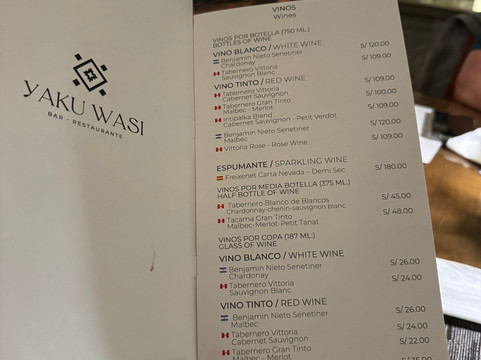 YAKU WASI
BAR - RESTAURANTE
VINOS
Wines
VINOS POR BOTELLA (750 ML.)
BOTTLES OF WINE
VINO BLANCO / WHITE WINE
Benjamin Nieto Senetiner S/ 120.00
Chardonay
Tabernero Vittoria S/ 109.00
Sauvignon Blanc
VINO TINTO / RED WINE
Tabernero Vittoria S/ 109.00
Cabernet Sauvignon
Tabernero Gran Tinto S/ 100.00
Malbec - Merlot
Intipalka Blend S/ 109.00
Cabernet Sauvignon - Petit Verdot
Benjamin Nieto Senetiner S/ 120.00
Malbec
Vittoria Rose - Rose Wine S/ 109.00
ESPUMANTE / SPARKLING WINE
Freixenet Carta Nevada – Demi Sec S/ 180.00
VINOS POR MEDIA BOTELLA (375 ML.)
HALF BOTTLE OF WINE
Tabernero Blanco de Blancos S/ 45.00
Chardonnay-chenin-sauvignon blanc
Tacama Gran Tinto S/ 48.00
Malbec-Merlot-Petit Tanat
VINOS POR COPA (187 ML.)
GLASS OF WINE
VINO BLANCO / WHITE WINE
Benjamin Nieto Senetiner S/ 26.00
Chardonay
Tabernero Vittoria S/ 24.00
Sauvignon Blanc
VINO TINTO / RED WINE
Benjamin Nieto Senetiner S/ 26.00
Malbec
Tabernero Vittoria S/ 24.00
Cabernet Sauvignon
Tabernero Gran Tinto S/ 22.00
Malbec - Merlot